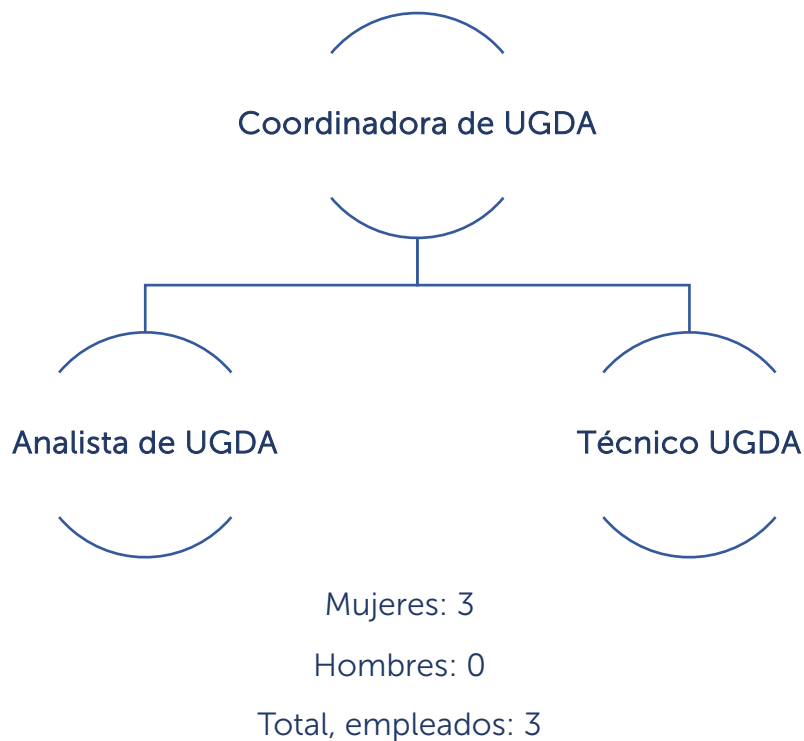 Coordinadora de UGDA
Analista de UGDA
Técnico UGDA
Mujeres: 3
Hombres: 0
Total, empleados: 3